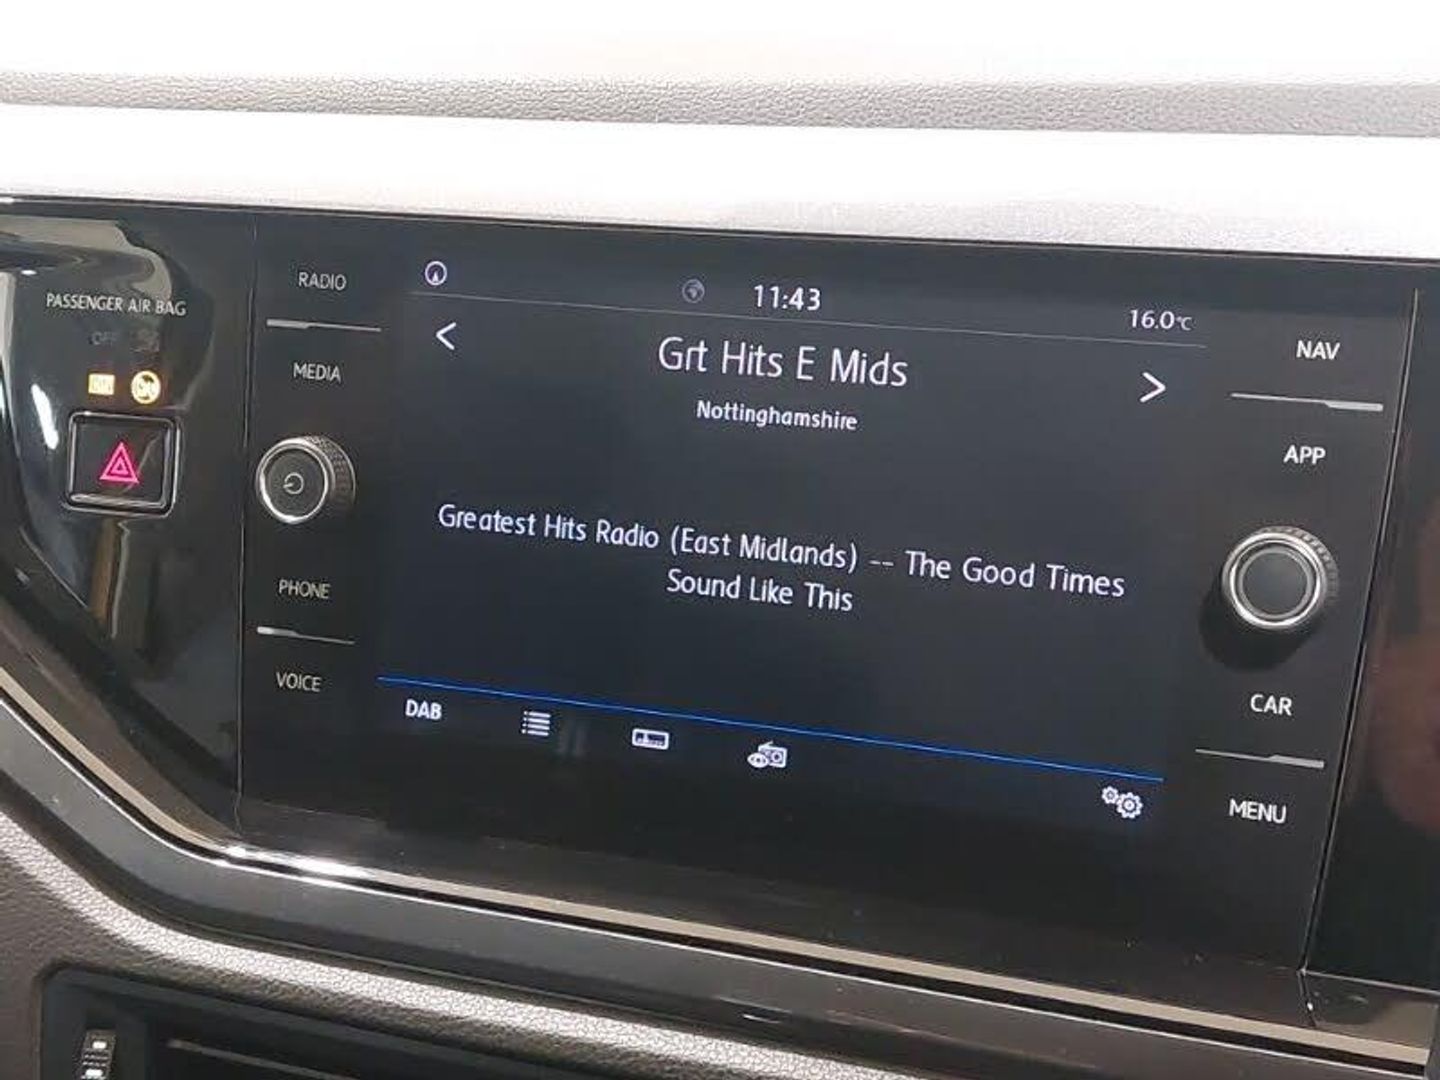 PASSENGER AIR BAG
OFF
ON
RADIO
MEDIA
PHONE
VOICE
11:43
16.0°C
Grt Hits E Mids
Nottinghamshire
Greatest Hits Radio (East Midlands) -- The Good Times
Sound Like This
DAB
NAV
APP
CAR
MENU